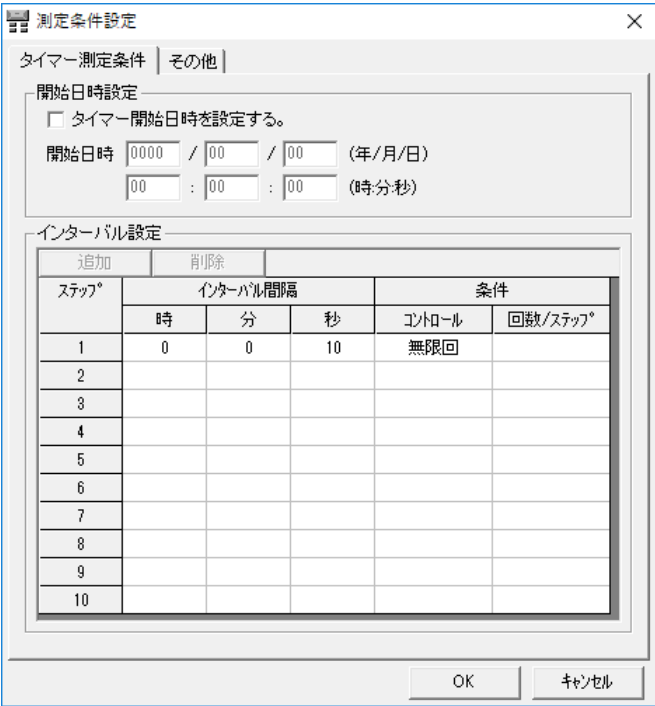 測定条件設定
タイマー測定条件 その他
開始日時設定
タイマー開始日時を設定する。
開始日時 0000 / 00 / 00 (年/月/日)
00 : 00 : 00 (時:分:秒)
インターバル設定
追加 削除
ステップ インターバル間隔 条件
時 分 秒 コントロール 回数/ステップ
1 0 0 10 無限回
2
3
4
5
6
7
8
9
10
OK キャンセル